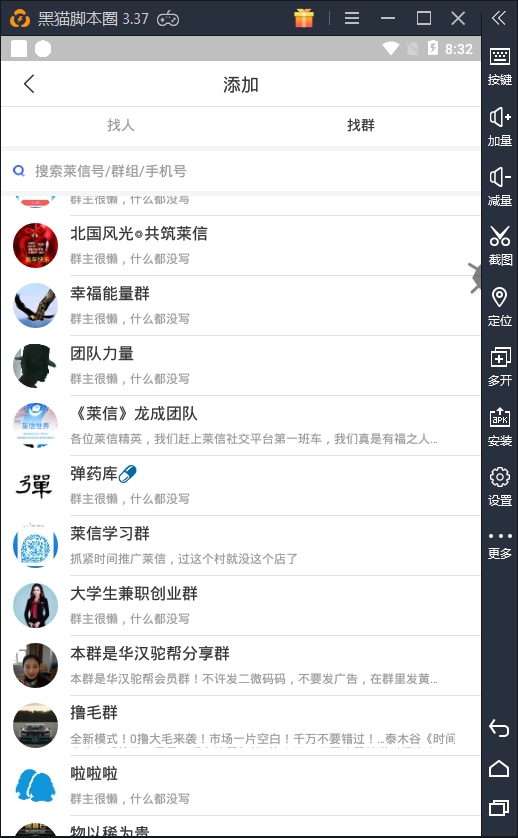 黑猫脚本圈 3.37
8:32
添加
找人
找群
搜索莱信号/群组/手机号
群主很懒，什么都没写
北国风光⊙共筑莱信
群主很懒，什么都没写
幸福能量群
群主很懒，什么都没写
团队力量
群主很懒，什么都没写
《莱信》龙成团队
各位莱信精英，我们赶上莱信社交平台第一班车，我们真是有福之人...
弹药库
群主很懒，什么都没写
莱信学习群
抓紧时间推广莱信，过这个村就没这个店了
大学生兼职创业群
群主很懒，什么都没写
本群是华汉驼帮分享群
本群是华汉驼帮会员群！不许发二微码码，不要发广告，在群里发黄...
撸毛群
全新模式！0撸大毛来袭！市场一片空白！千万不要错过！...泰木谷《时间
啦啦啦
群主很懒，什么都没写
物以稀为贵
按键
加量
减量
截图
定位
多开
APK
安装
设置
更多
彈
莱信世界
新年快乐